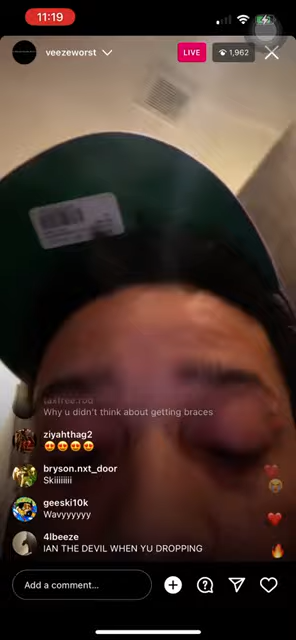 11:19
veezeworst
LIVE
1,962
taxfree.rod
Why u didn't think about getting braces
ziyahthag2
😍😍😍😍
bryson.nxt_door
Skiiiiiiii
geeski10k
Wavyyyyyy
4lbeeze
IAN THE DEVIL WHEN YU DROPPING
Add a comment...